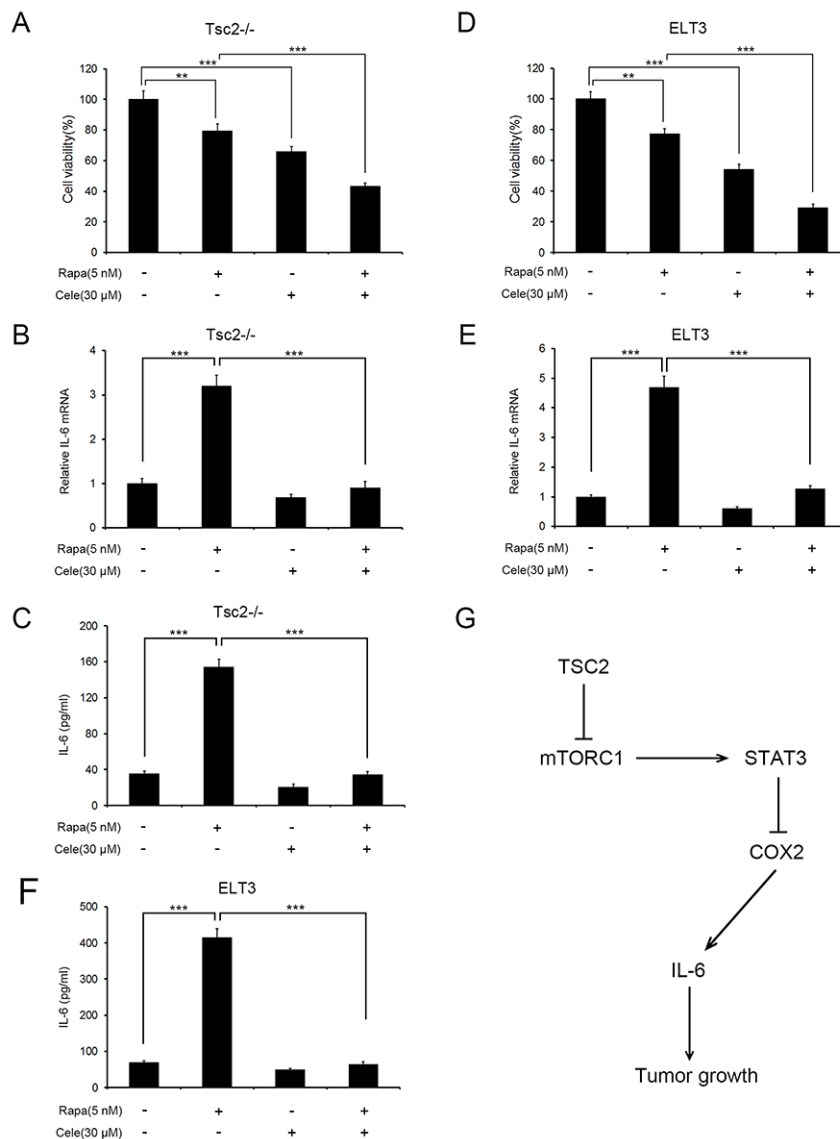 A
Tsc2-/-
** *** ***
Cell viability(%)
120
100
80
60
40
20
0
Rapa(5 nM) - + - +
Cele(30 µM) - - + +
D
ELT3
** *** ***
Cell viability(%)
120
100
80
60
40
20
0
Rapa(5 nM) - + - +
Cele(30 µM) - - + +
B
Tsc2-/-
*** ***
Relative IL-6 mRNA
4
3
2
1
0
Rapa(5 nM) - + - +
Cele(30 µM) - - + +
E
ELT3
*** ***
Relative IL-6 mRNA
6
5
4
3
2
1
0
Rapa(5 nM) - + - +
Cele(30 µM) - - + +
C
Tsc2-/-
*** ***
IL-6 (pg/ml)
200
160
120
80
40
0
Rapa(5 nM) - + - +
Cele(30 µM) - - + +
F
ELT3
*** ***
IL-6 (pg/ml)
500
400
300
200
100
0
Rapa(5 nM) - + - +
Cele(30 µM) - - + +
G
TSC2
mTORC1 STAT3
COX2
IL-6
Tumor growth